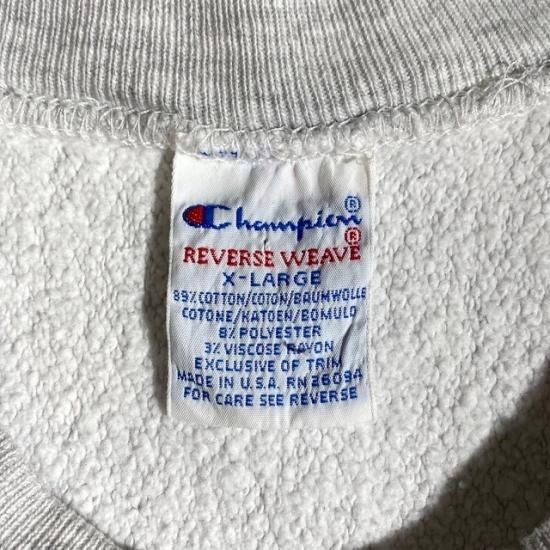 Champion®
REVERSE WEAVE®
X-LARGE
89% COTTON/COTON/BAUMWOLLE
COTONE/KATOEN/BOMULD
8% POLYESTER
3% VISCOSE RAYON
EXCLUSIVE OF TRIM
MADE IN U.S.A. RN 26094
FOR CARE SEE REVERSE